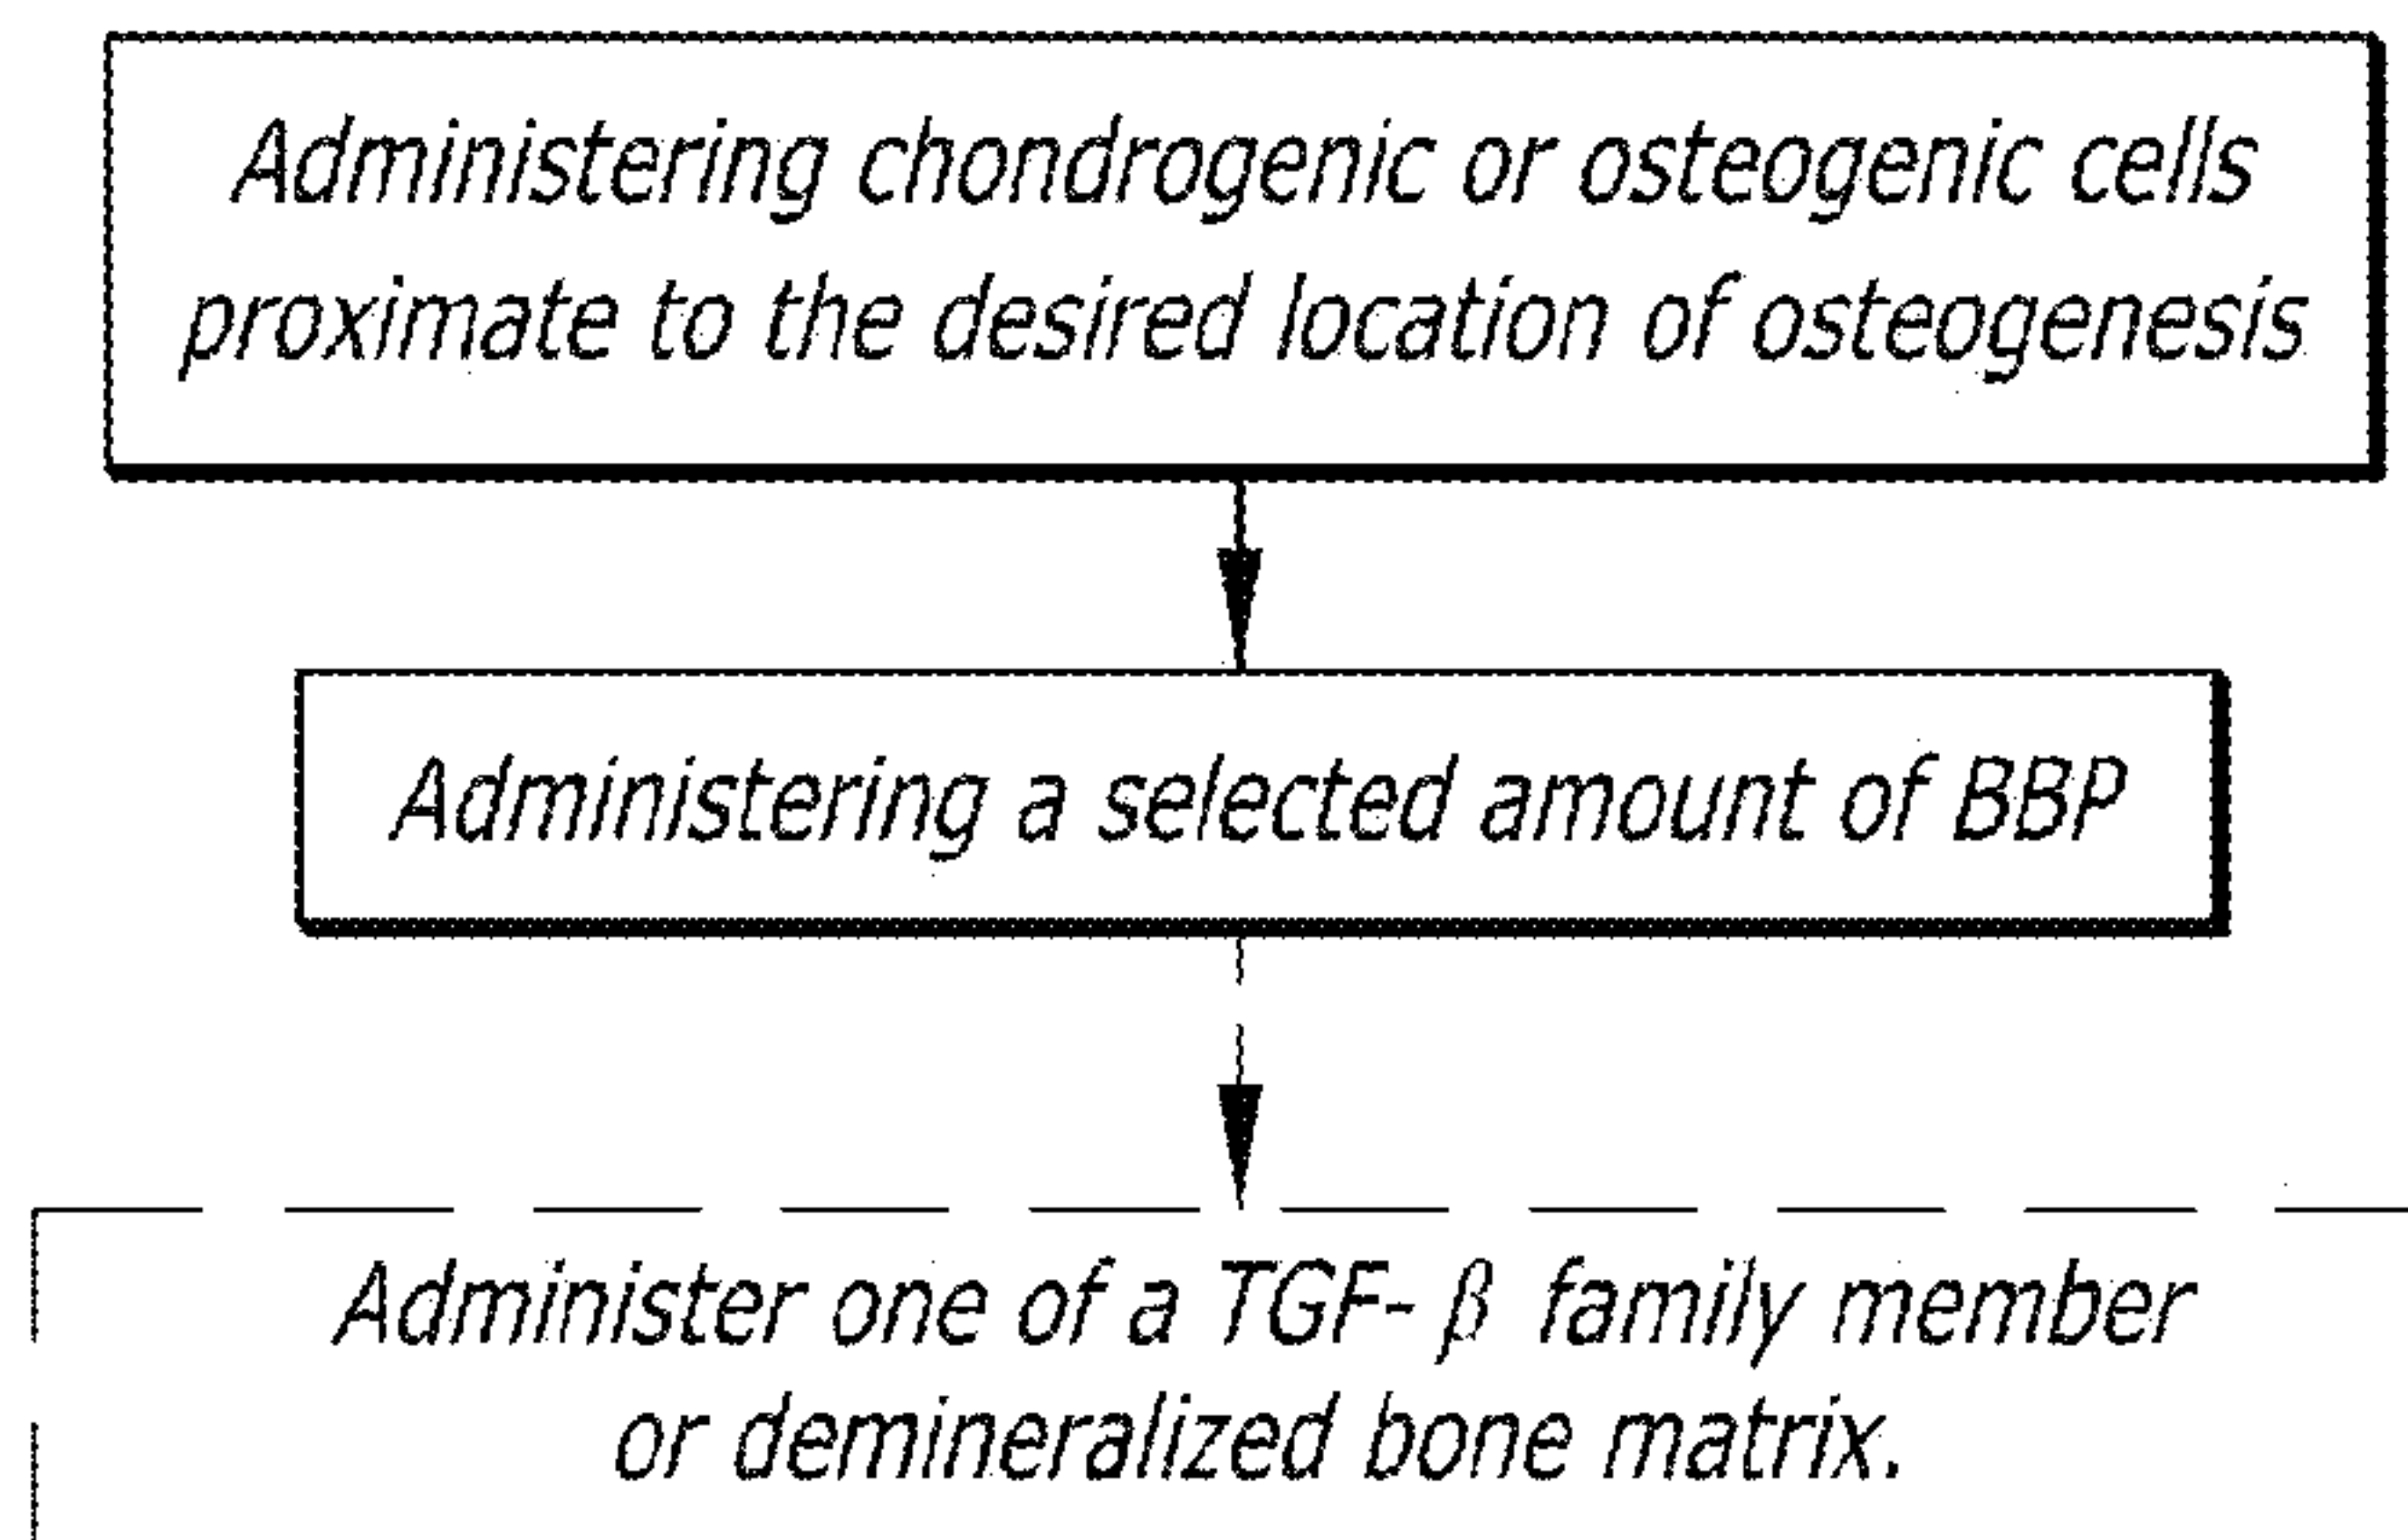 Administering chondrogenic or osteogenic cells
proximate to the desired location of osteogenesis
Administering a selected amount of BBP
Administer one of a TGF- β family member
or demineralized bone matrix.